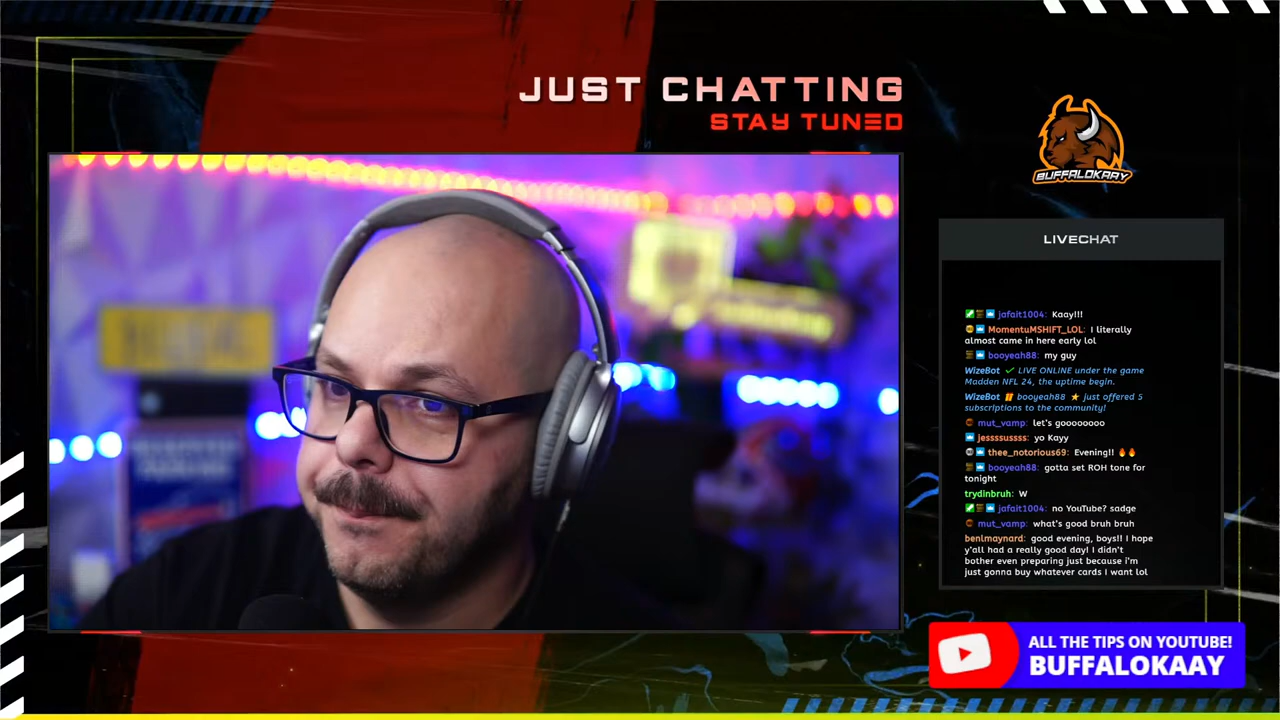 JUST CHATTING
STAY TUNED
BUFFALOKAAY
LIVECHAT
jafait1004: Kaay!!!
MomentuMSHIFT_LOL: I literally
almost came in here early lol
booyeah88: my guy
WizeBot ✓ LIVE ONLINE under the game
Madden NFL 24, the uptime begin.
WizeBot booyeah88 ★ just offered 5
subscriptions to the community!
mut_vamp: let's goooooooo
jessssussss: yo Kayy
thee_notorious69: Evening!! 🔥🔥
booyeah88: gotta set ROH tone for
tonight
trydinbruh: W
jafait1004: no YouTube? sadge
mut_vamp: what's good bruh bruh
benlmaynard: good evening, boys!! I hope
y'all had a really good day! I didn't
bother even preparing just because i'm
just gonna buy whatever cards I want lol
ALL THE TIPS ON YOUTUBE!
BUFFALOKAAY